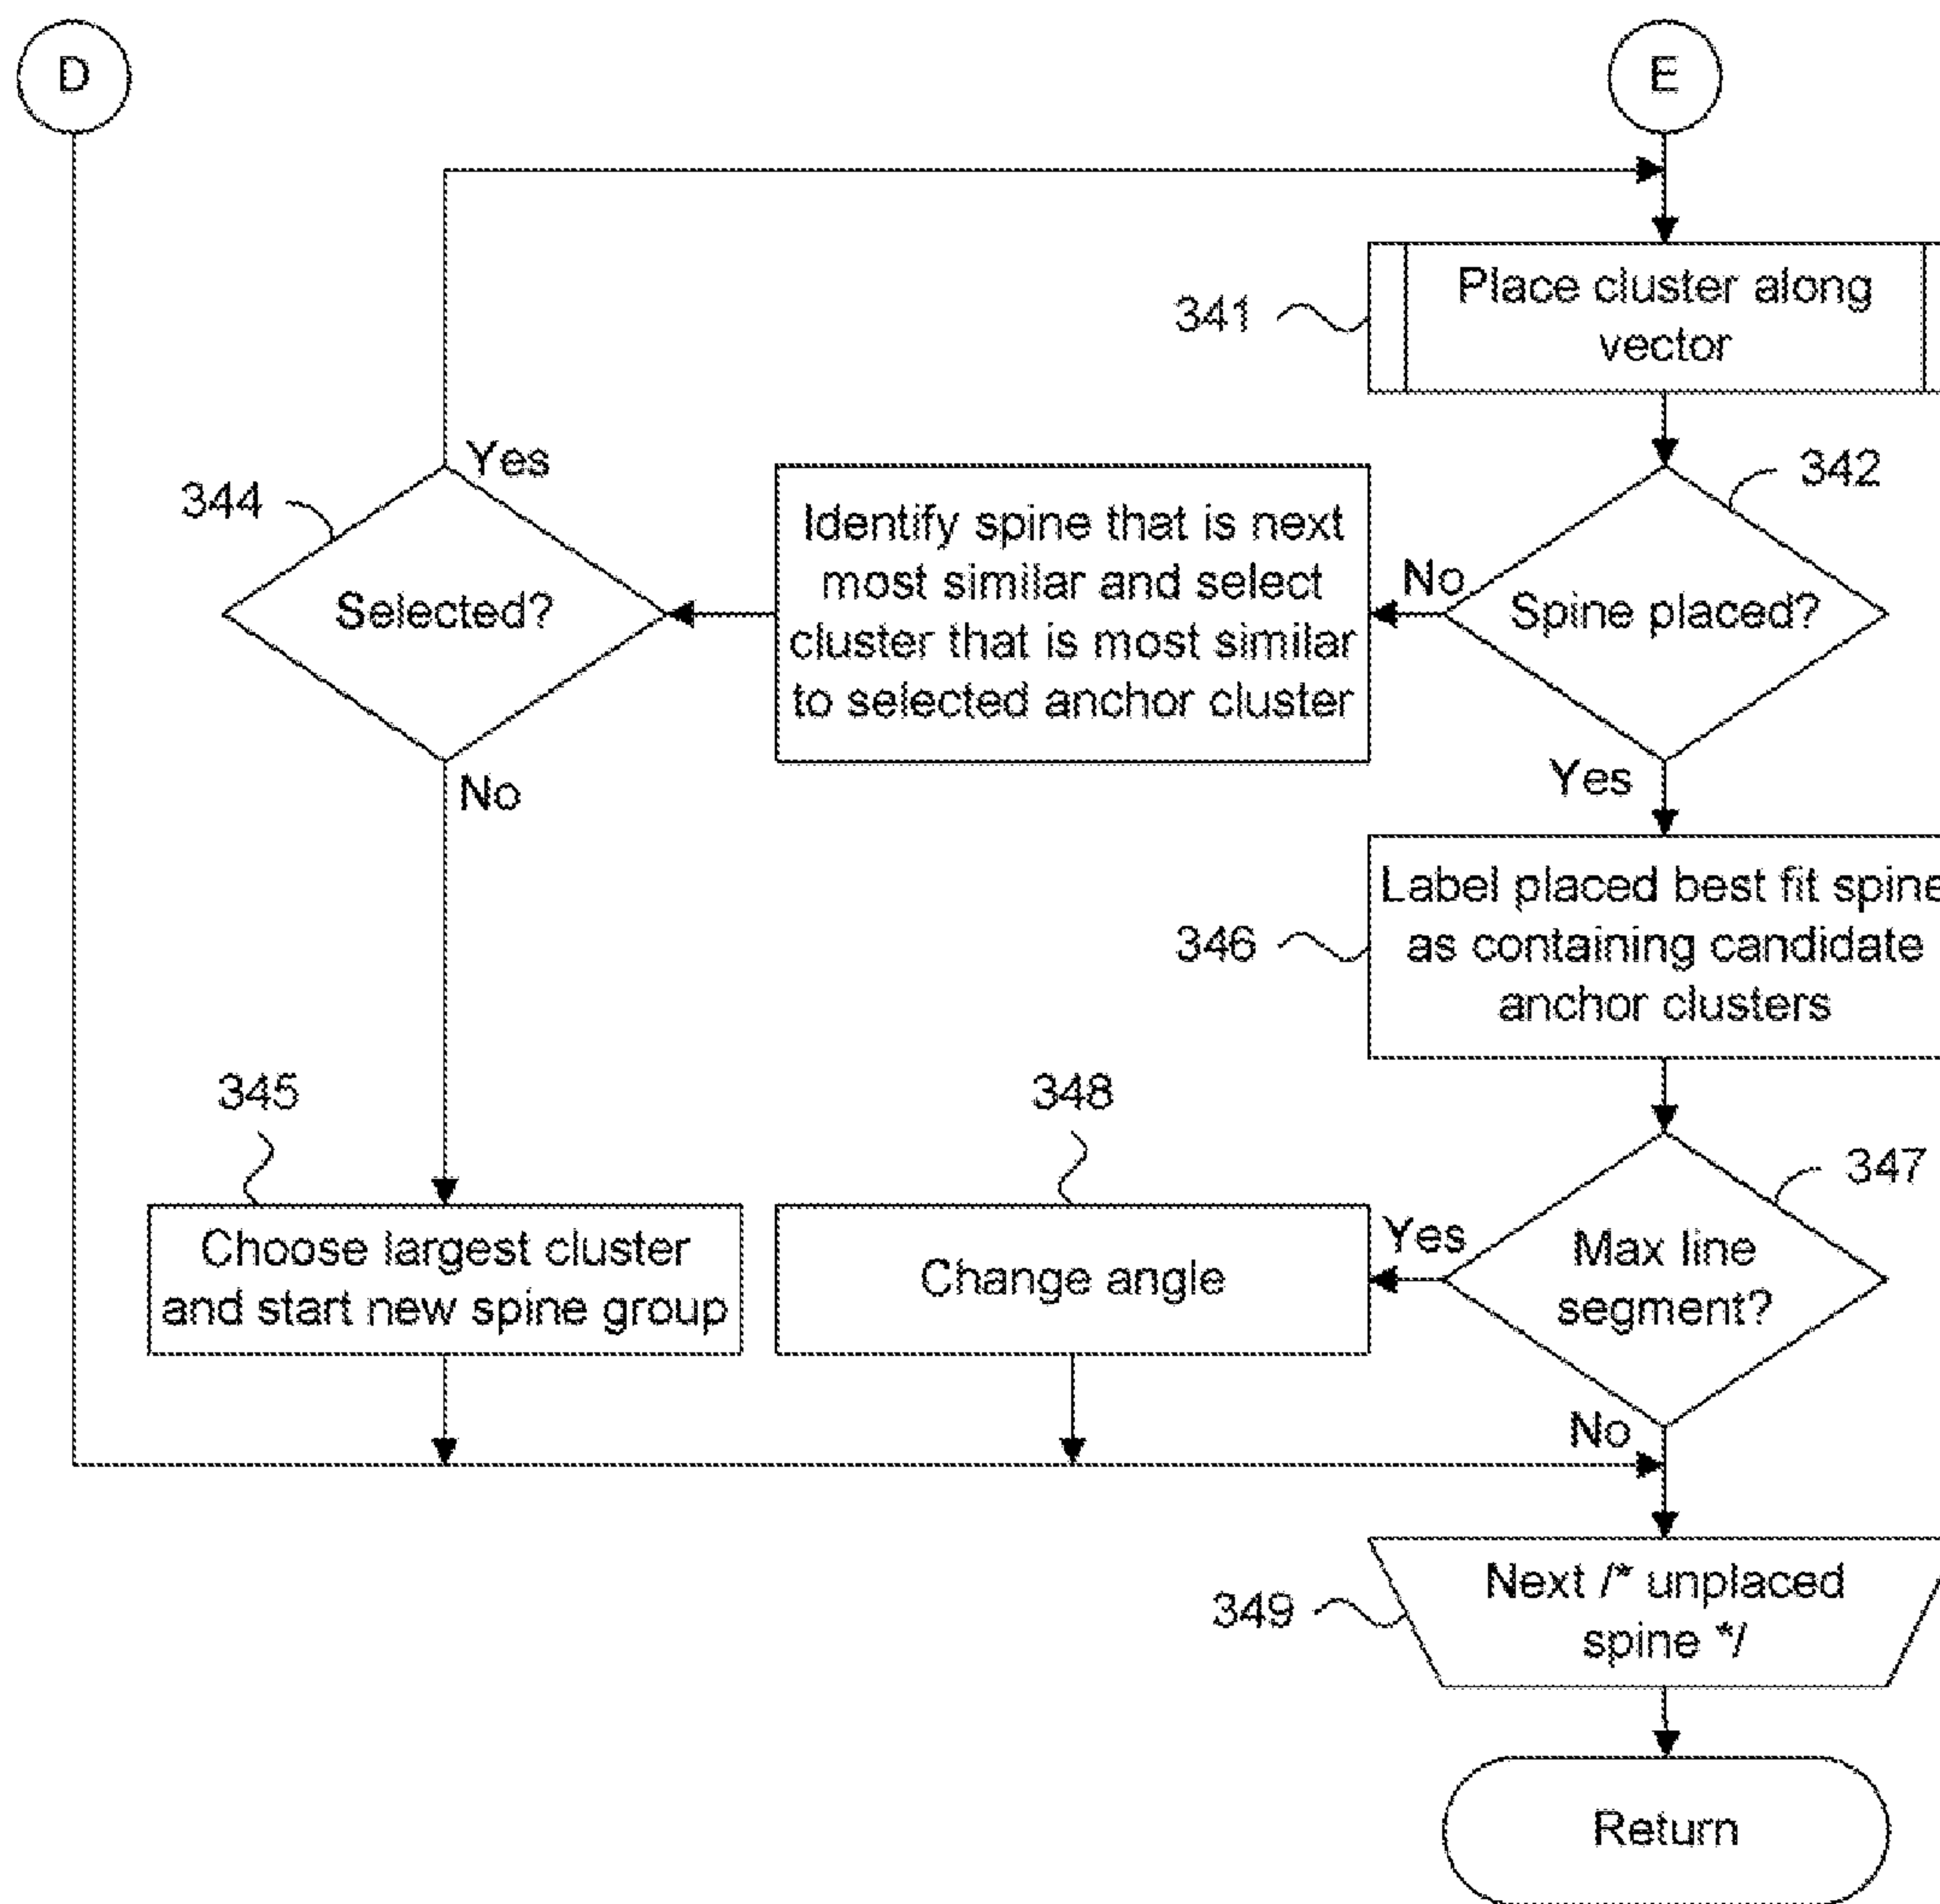 D
E
341
Place cluster along
vector
342
Spine placed?
No
Yes
Identify spine that is next
most similar and select
cluster that is most similar
to selected anchor cluster
344
Selected?
Yes
No
346
Label placed best fit spine
as containing candidate
anchor clusters
345
Choose largest cluster
and start new spine group
348
Change angle
347
Max line
segment?
Yes
No
349
Next /* unplaced
spine */
Return